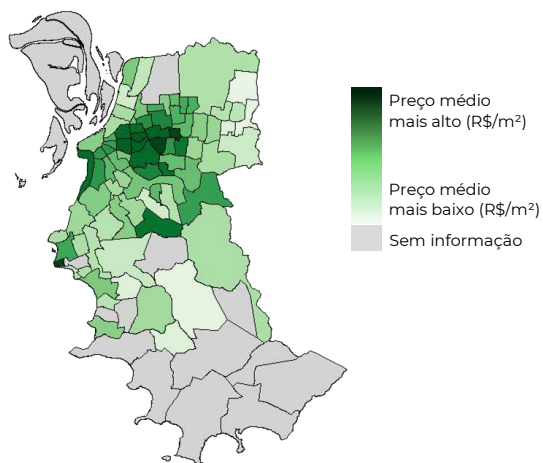 Preço médio
mais alto (R$/m²)
Preço médio
mais baixo (R$/m²)
Sem informação